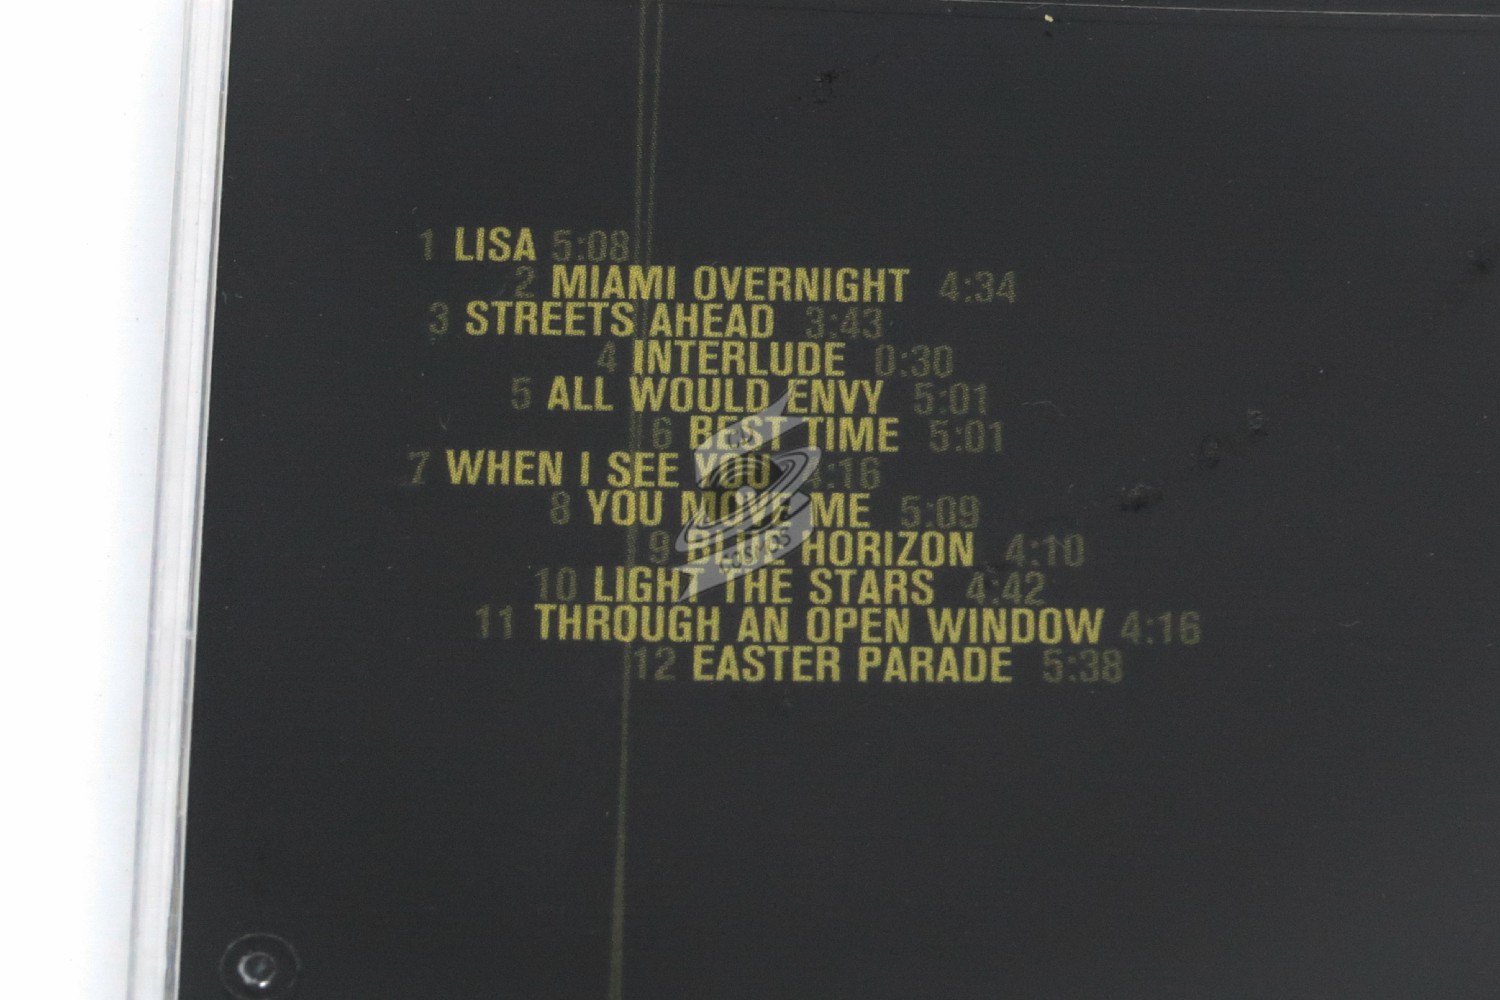 1 LISA 5:08
2 MIAMI OVERNIGHT 4:34
3 STREETS AHEAD 3:43
4 INTERLUDE 0:30
5 ALL WOULD ENVY 5:01
6 BEST TIME 5:01
7 WHEN I SEE YOU 4:16
8 YOU MOVE ME 5:09
9 BLUE HORIZON 4:10
10 LIGHT THE STARS 4:42
11 THROUGH AN OPEN WINDOW 4:16
12 EASTER PARADE 5:38